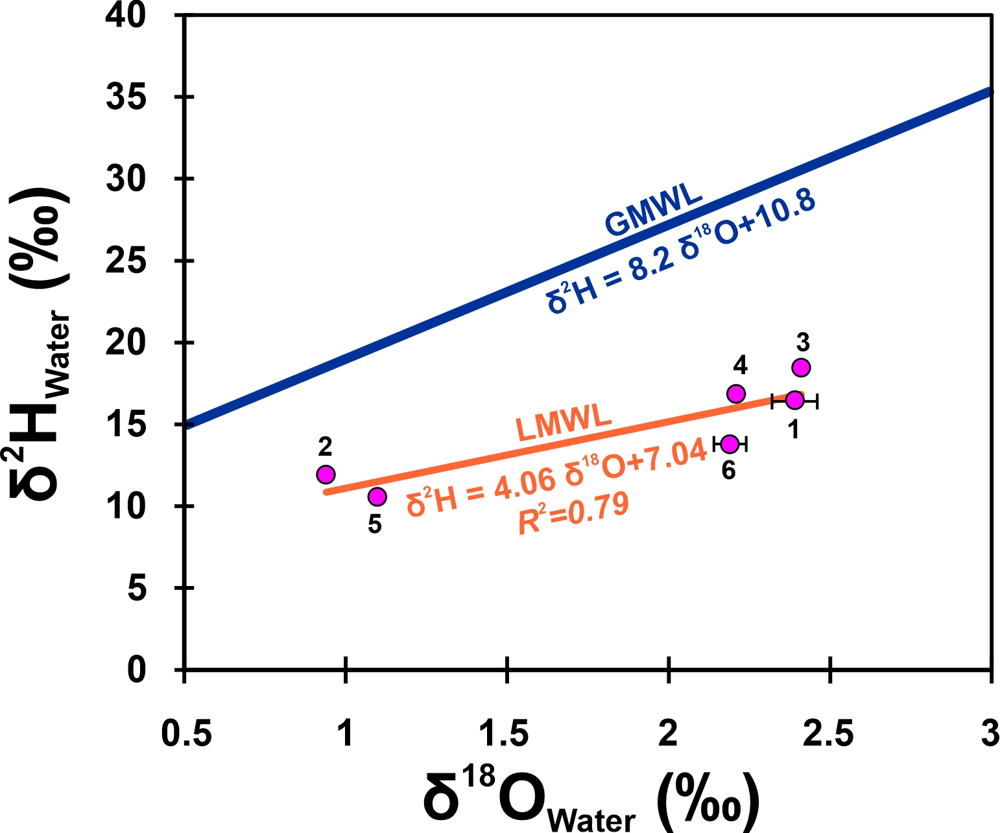 40
35
30
25
20
15
10
5
0
δ²H_Water (‰)
GMWL
δ²H = 8.2 δ¹⁸O+10.8
3
4
LMWL
1
2
δ²H = 4.06 δ¹⁸O+7.04
6
R²=0.79
5
0.5 1 1.5 2 2.5 3
δ¹⁸O_Water (‰)